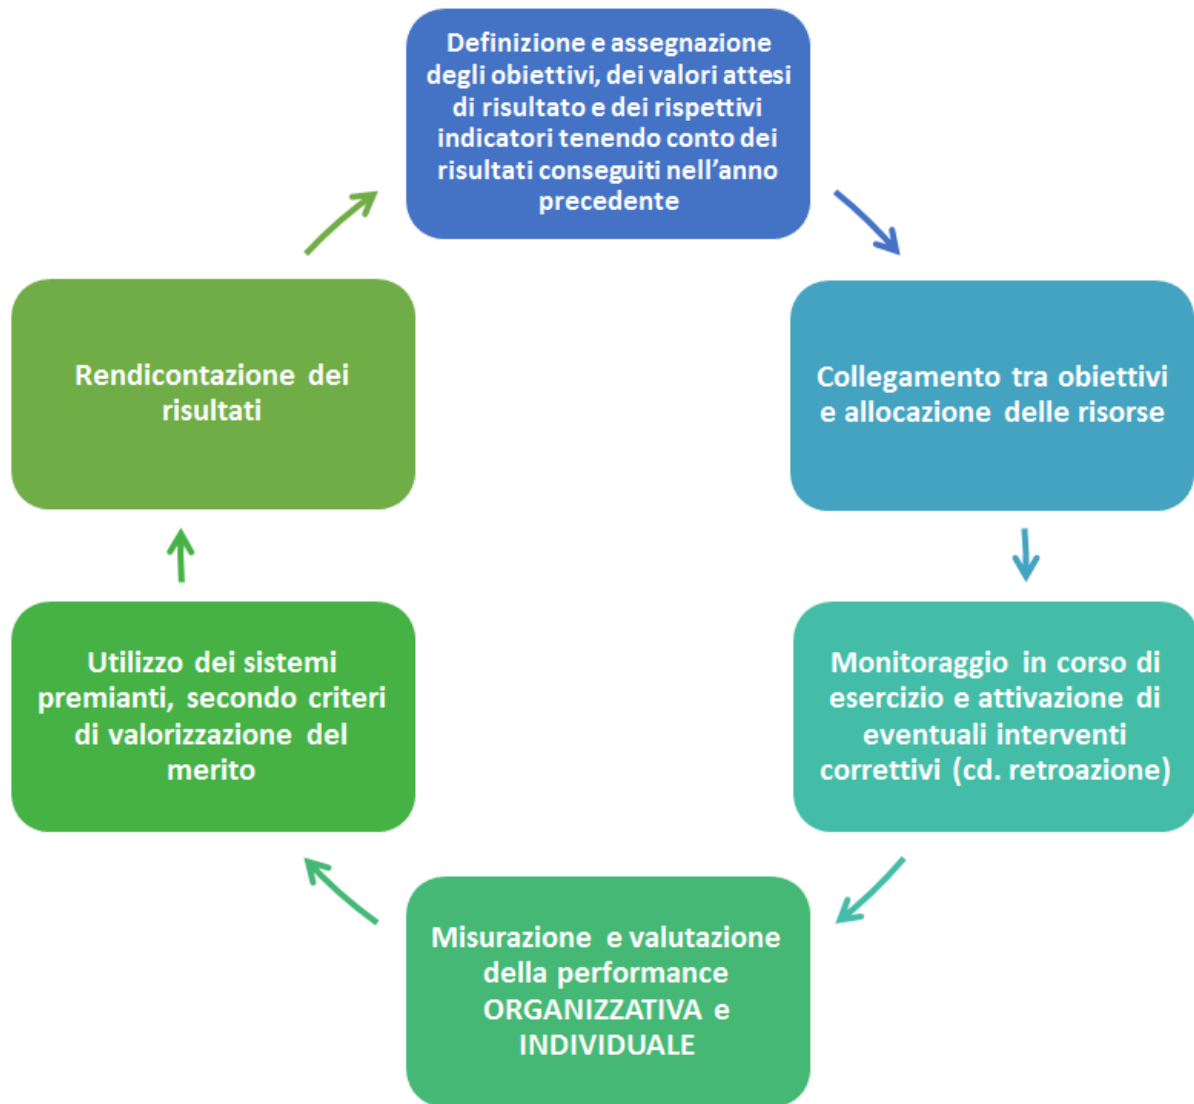 Definizione e assegnazione
degli obiettivi, dei valori attesi
di risultato e dei rispettivi
indicatori tenendo conto dei
risultati conseguiti nell’anno
precedente
Collegamento tra obiettivi
e allocazione delle risorse
Monitoraggio in corso di
esercizio e attivazione di
eventuali interventi
correttivi (cd. retroazione)
Misurazione e valutazione
della performance
ORGANIZZATIVA e
INDIVIDUALE
Utilizzo dei sistemi
premianti, secondo criteri
di valorizzazione del
merito
Rendicontazione dei
risultati